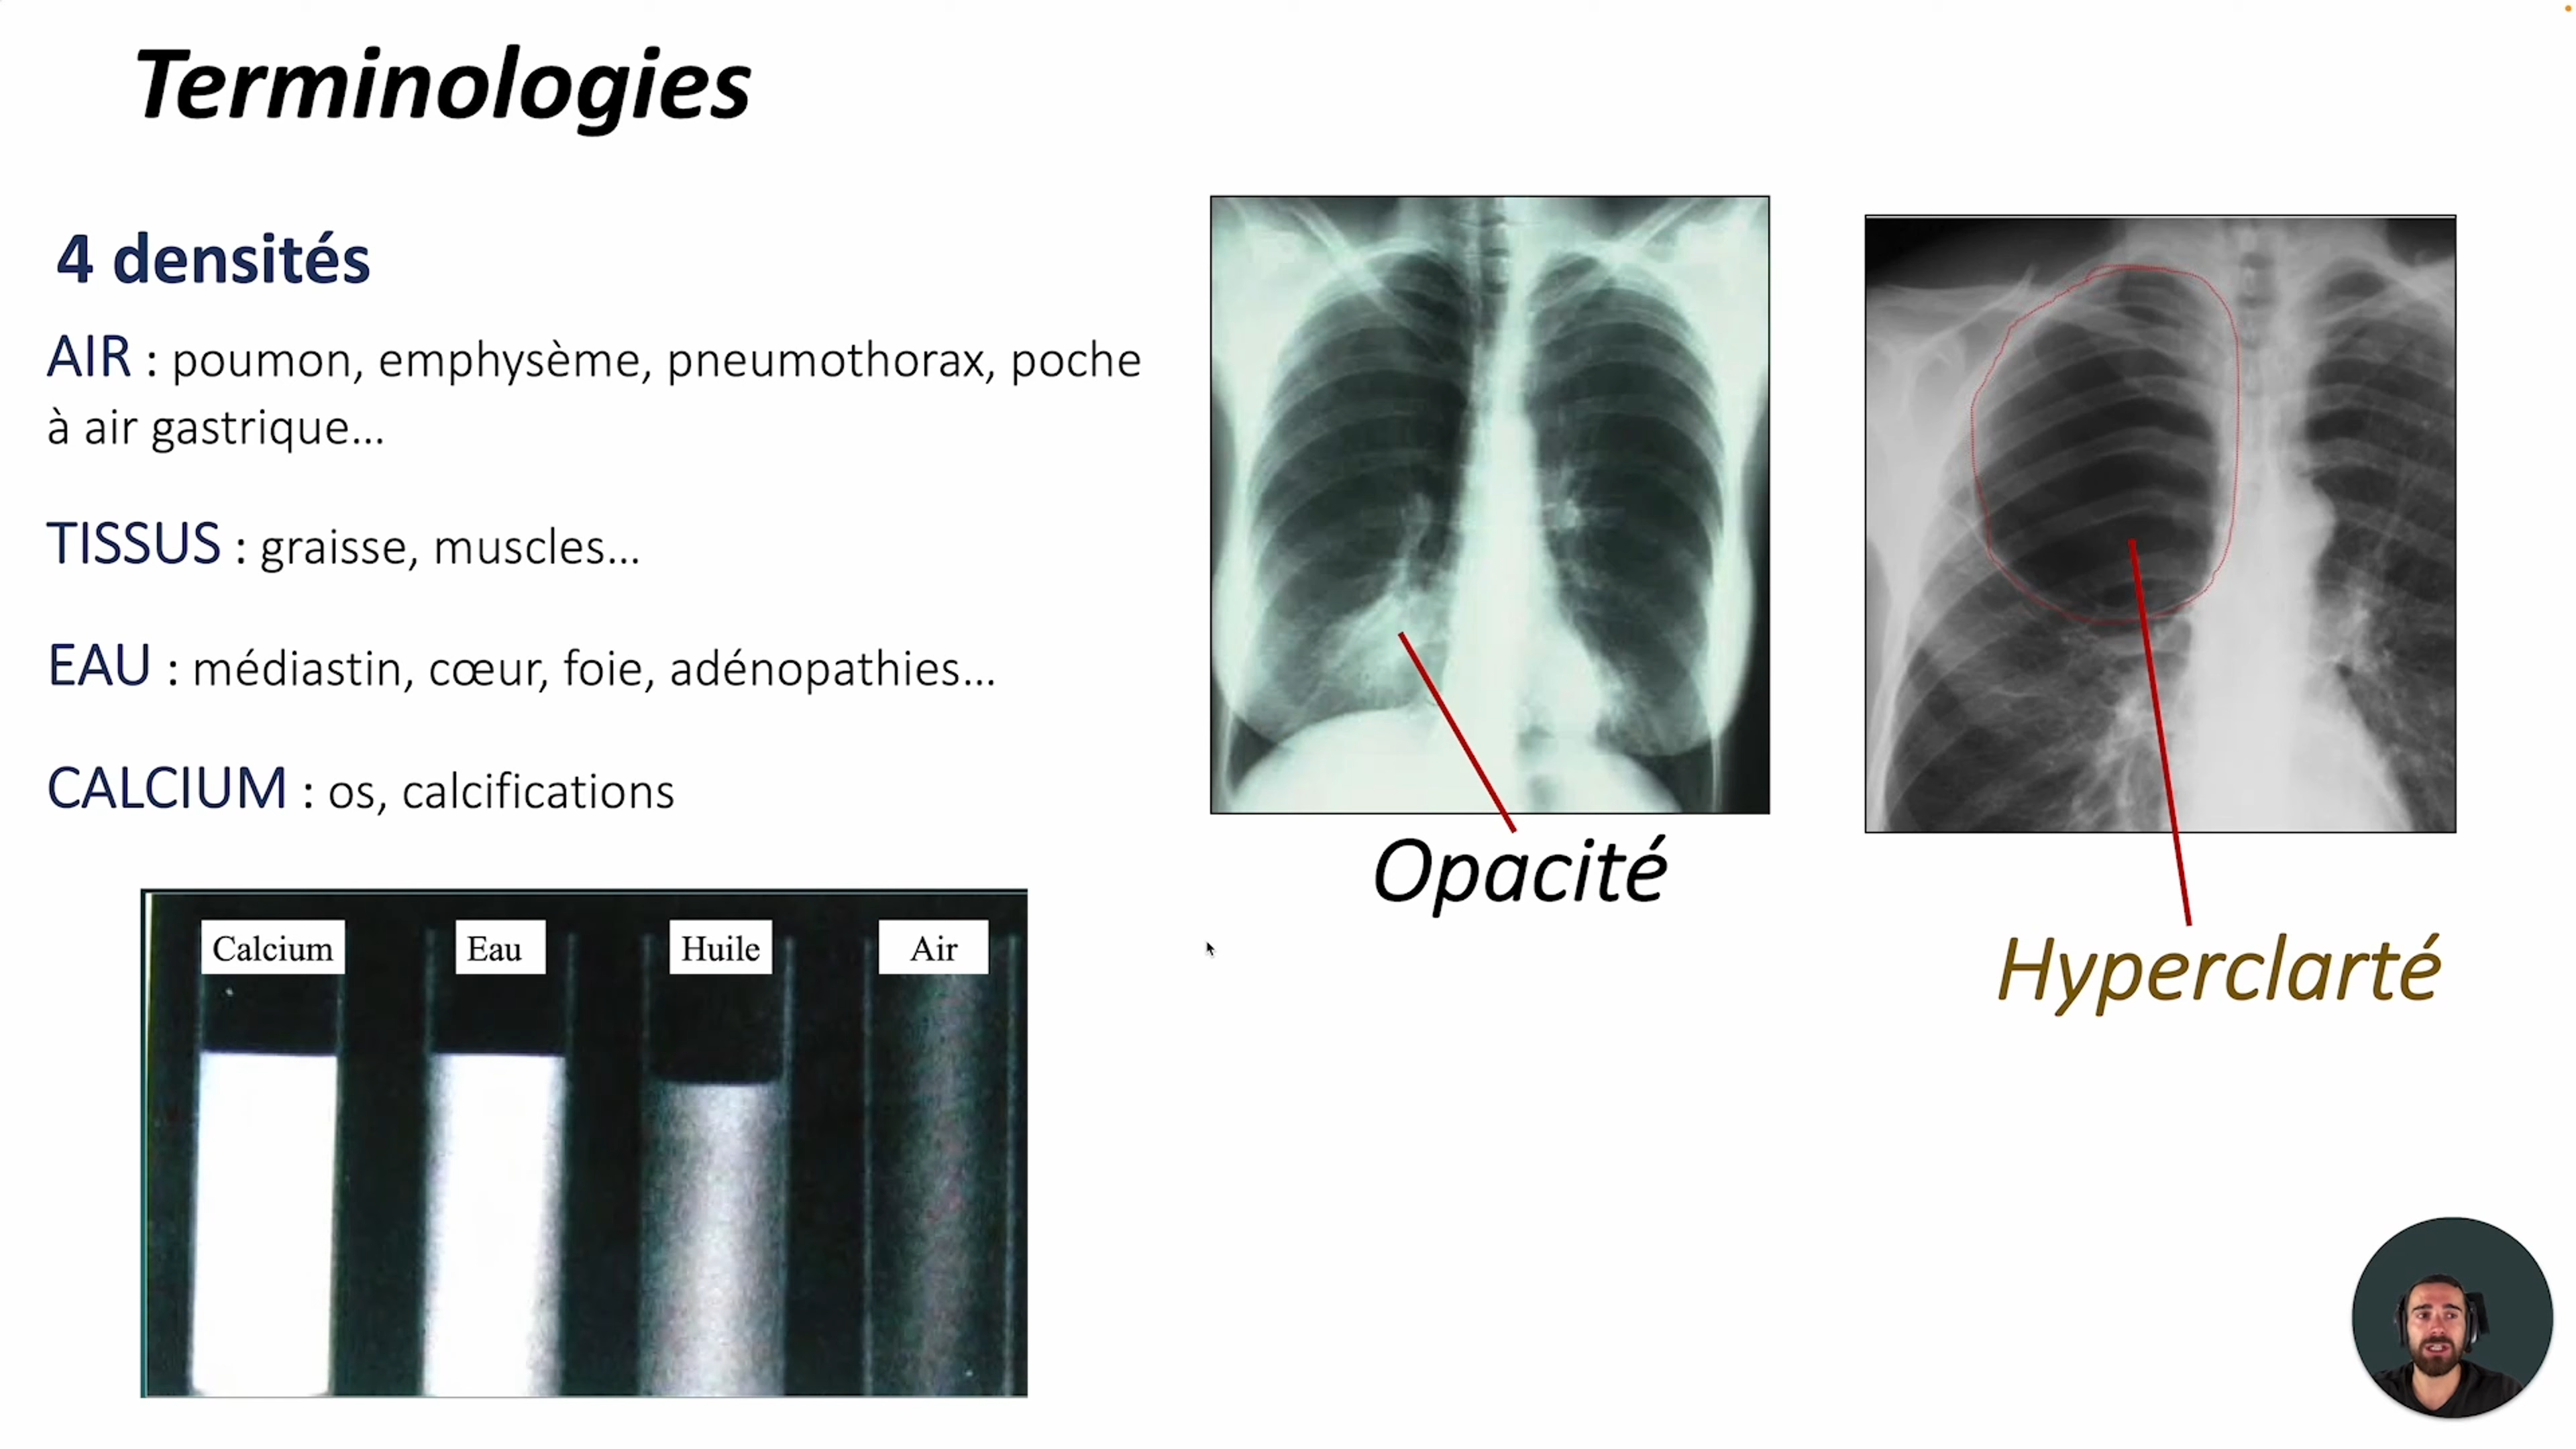 Terminologies
4 densités
AIR : poumon, emphysème, pneumothorax, poche
à air gastrique...
TISSUS : graisse, muscles...
EAU : médiastin, cœur, foie, adénopathies...
CALCIUM : os, calcifications
Calcium Eau Huile Air
Opacité
Hyperclarté